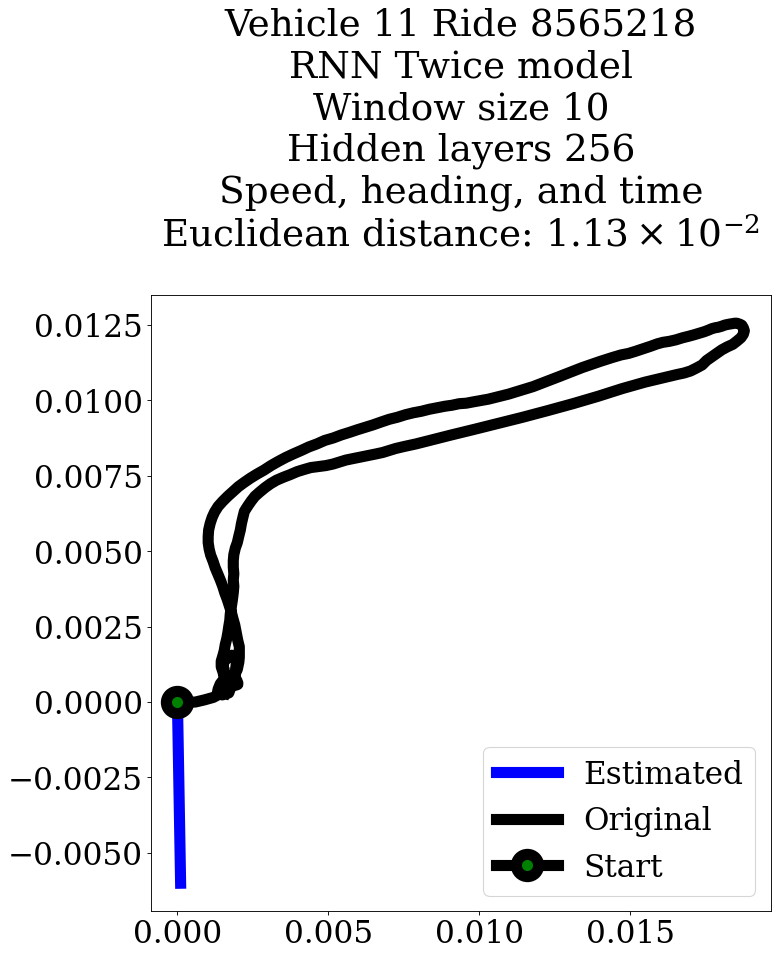 Vehicle 11 Ride 8565218
RNN Twice model
Window size 10
Hidden layers 256
Speed, heading, and time
Euclidean distance: 1.13 × 10⁻²
0.0125
0.0100
0.0075
0.0050
0.0025
0.0000
−0.0025
−0.0050
Estimated
Original
Start
0.000 0.005 0.010 0.015